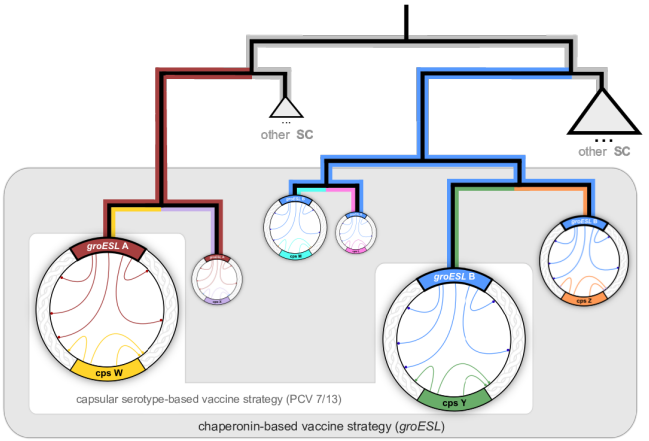 ...
other SC
...
other SC
groESL B
cps M
groESL A
groESL B
cps Z
groESL B
cps W
cps Y
capsular serotype-based vaccine strategy (PCV 7/13)
chaperonin-based vaccine strategy (groESL)